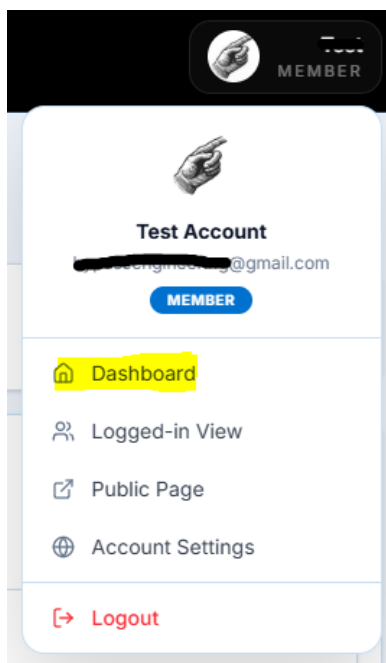 MEMBER
Test Account
@gmail.com
MEMBER
Dashboard
Logged-in View
Public Page
Account Settings
Logout